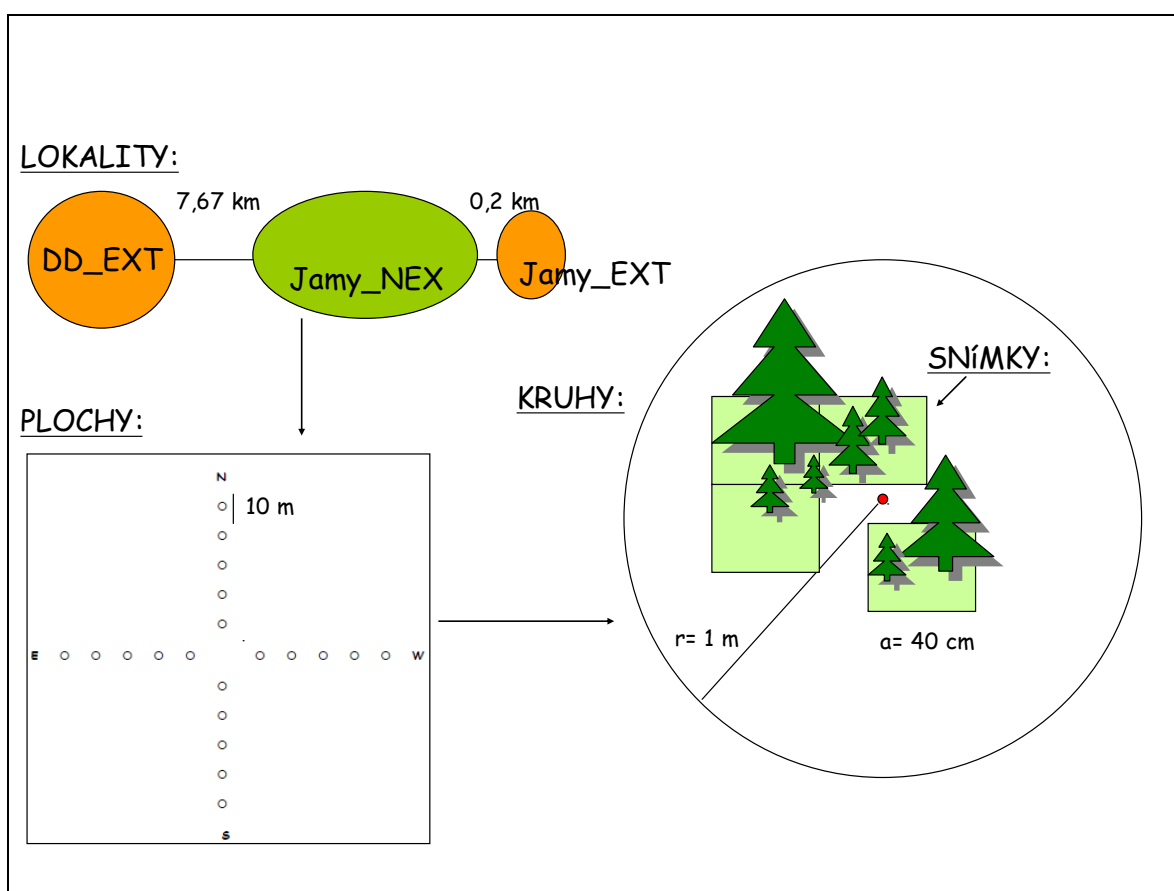 LOKALITY:
7,67 km
0,2 km
DD_EXT
Jamy_NEX
Jamy_EXT
PLOCHY:
N
10 m
E
W
S
KRUHY:
SNíMKY:
r= 1 m
a= 40 cm